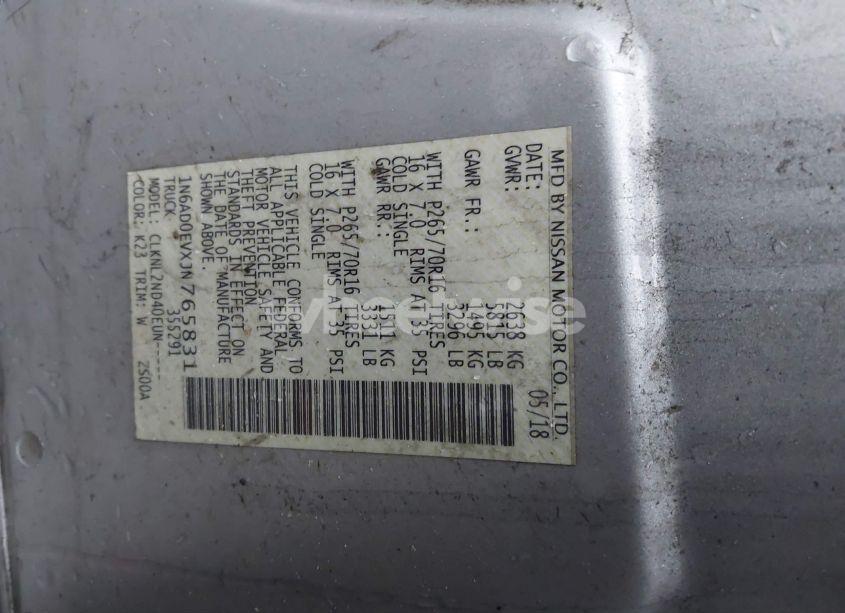 MFD BY NISSAN MOTOR CO., LTD.
DATE: 05/18
GVWR: 2638 KG
5815 LB
GAWR FR.: 1495 KG
3296 LB
WITH P265/70R16 TIRES
16 X 7.0 RIMS AT 35 PSI
COLD SINGLE
GAWR RR.: 1511 KG
3331 LB
WITH P265/70R16 TIRES
16 X 7.0 RIMS AT 35 PSI
COLD SINGLE
THIS VEHICLE CONFORMS TO
ALL APPLICABLE FEDERAL
MOTOR VEHICLE SAFETY AND
THEFT PREVENTION
STANDARDS IN EFFECT ON
THE DATE OF MANUFACTURE
SHOWN ABOVE.
1N6AD0EVXJN765831
TRUCK 35S291
MODEL: CLKNL2ND40EUN-----
COLOR: K23 TRIM: W 2S00A
wheelwise